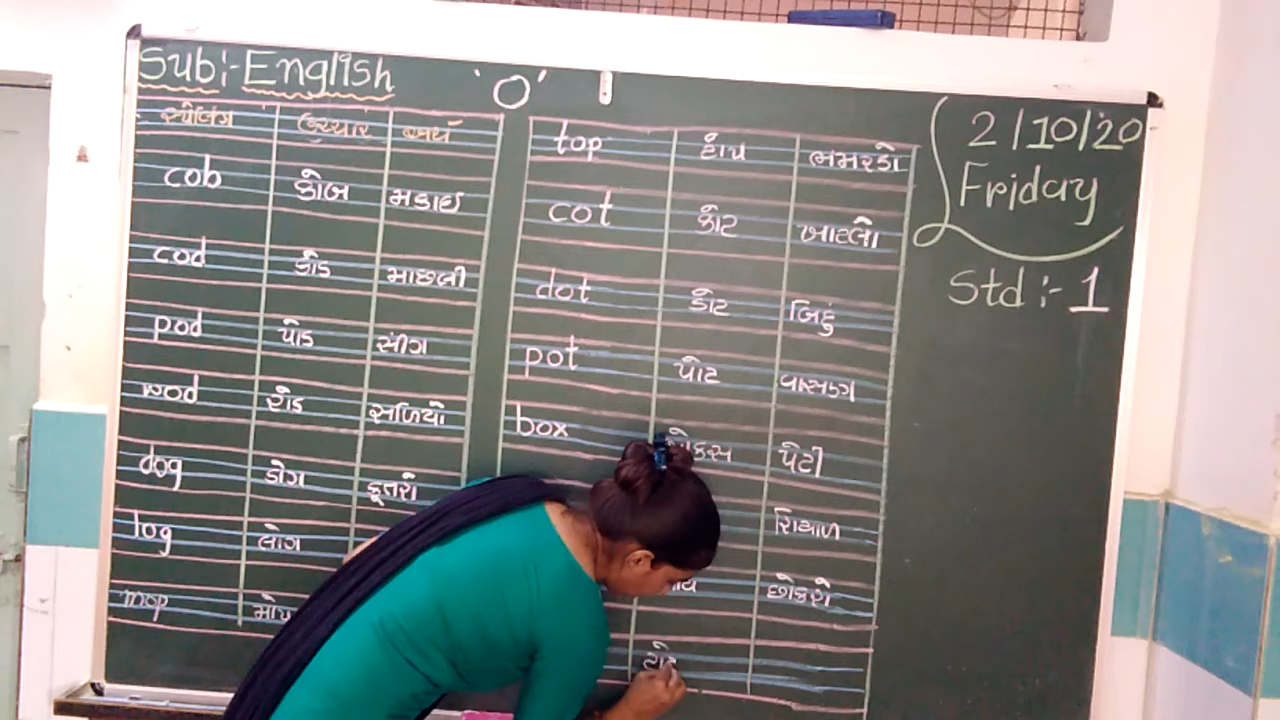 Sub:- English 'O'
સ્પેલિંગ ઉચ્ચાર અર્થ
cob કોબ મકાઈ
cod કોડ માછલી
pod પોડ સીંગ
rod રોડ સળિયો
dog ડોગ કૂતરો
log લોગ
mop મોપ
top ટોપ ભમરડો
cot કોટ ખાટલો
dot ડોટ બિંદુ
pot પોટ વાસણ
box પેટી
શિયાળ
છોકરો
2/10/20
Friday
Std :- 1